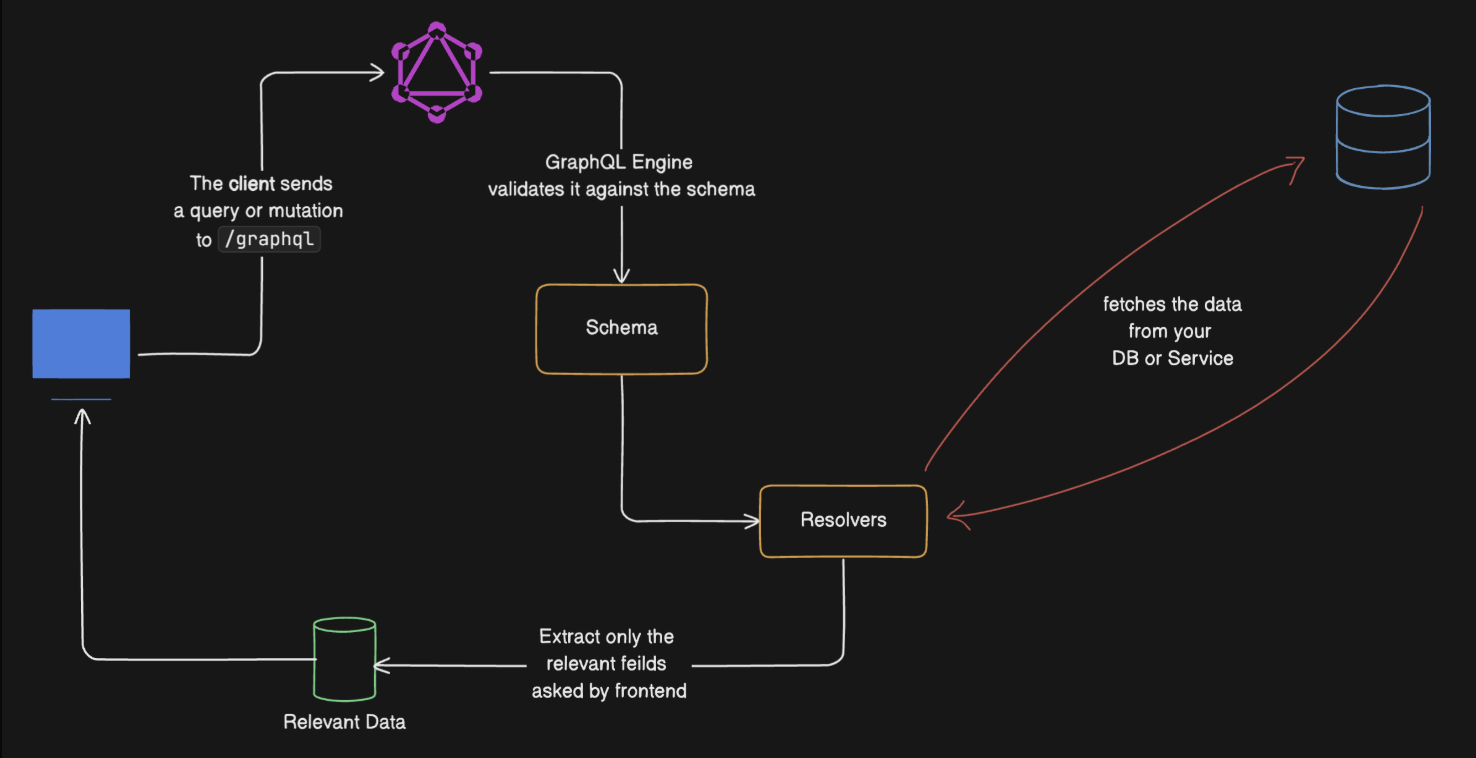 The client sends
a query or mutation
to /graphql
GraphQL Engine
validates it against the schema
Schema
fetches the data
from your
DB or Service
Resolvers
Extract only the
relevant feilds
asked by frontend
Relevant Data